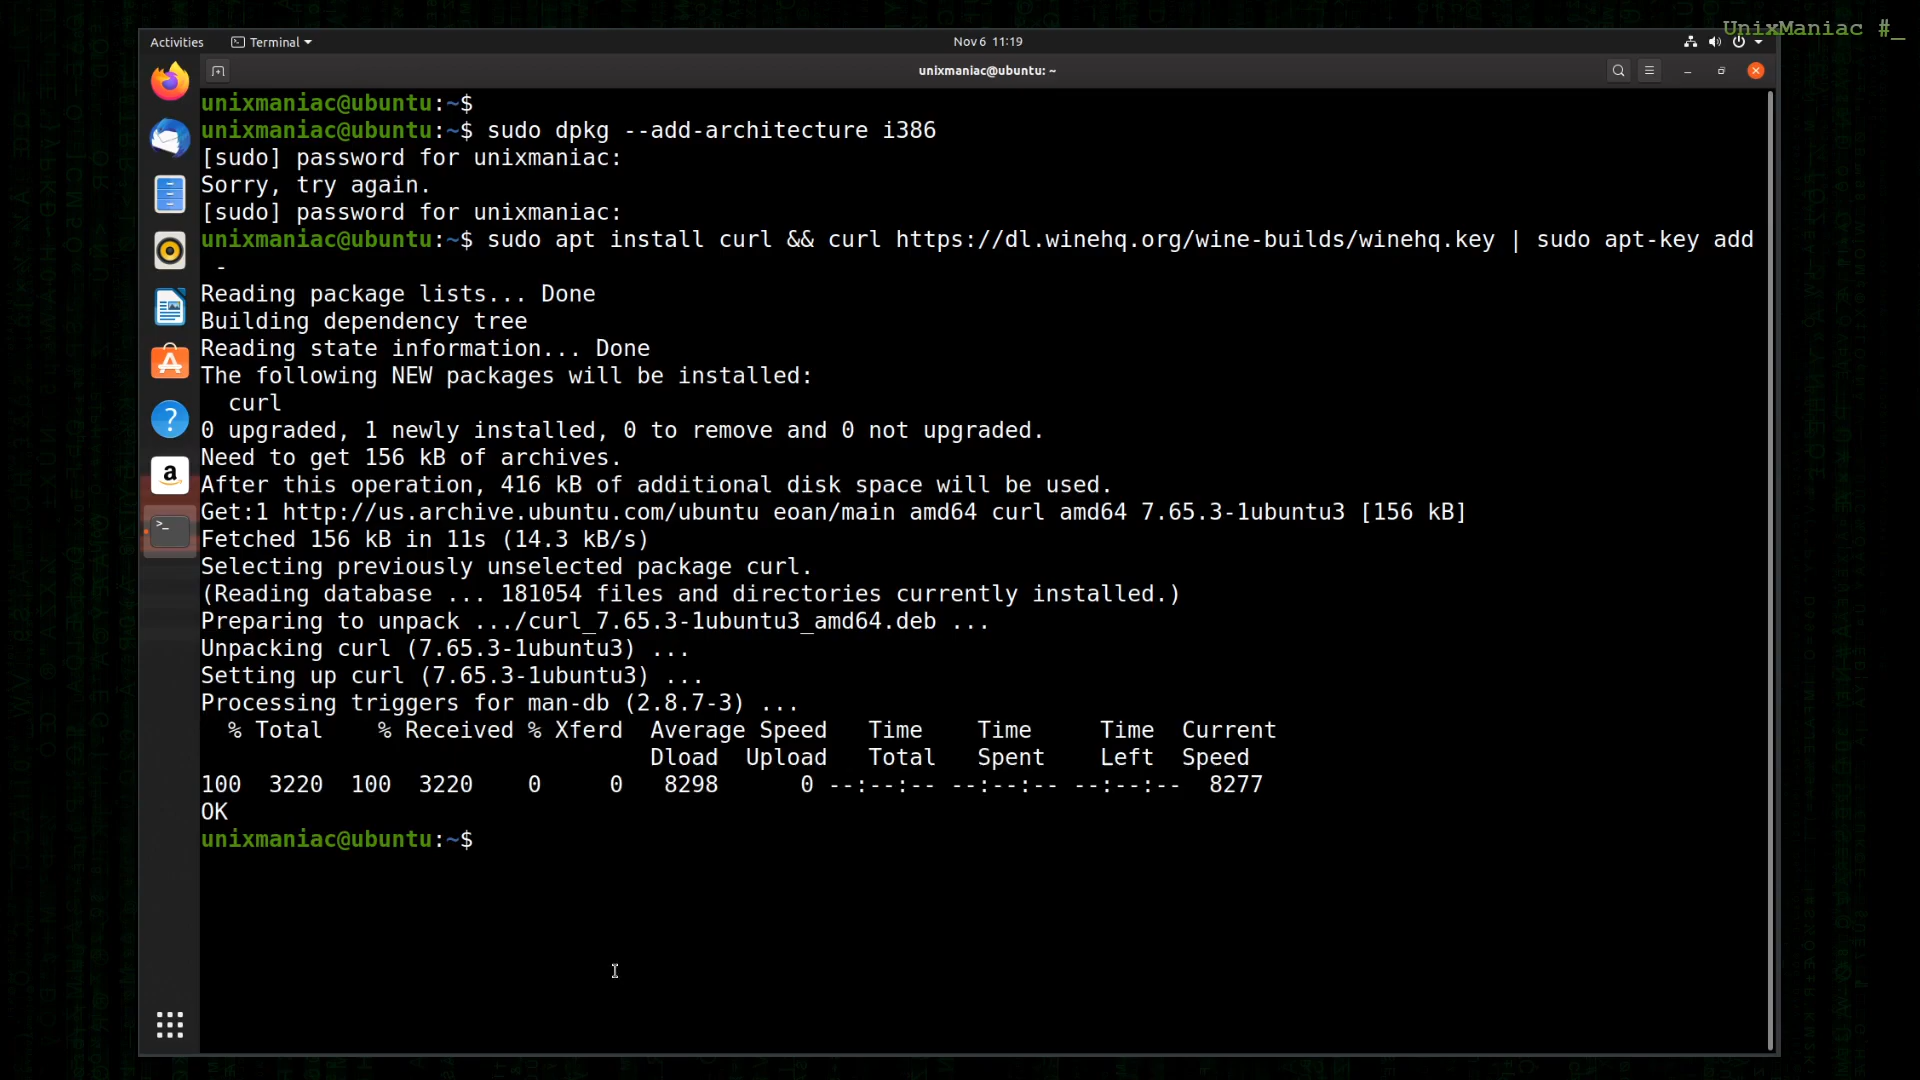 UnixManiac #_
Activities Terminal Nov 6 11:19
unixmaniac@ubuntu: ~
unixmaniac@ubuntu:~$
unixmaniac@ubuntu:~$ sudo dpkg --add-architecture i386
[sudo] password for unixmaniac:
Sorry, try again.
[sudo] password for unixmaniac:
unixmaniac@ubuntu:~$ sudo apt install curl && curl https://dl.winehq.org/wine-builds/winehq.key | sudo apt-key add
 -
Reading package lists... Done
Building dependency tree
Reading state information... Done
The following NEW packages will be installed:
  curl
0 upgraded, 1 newly installed, 0 to remove and 0 not upgraded.
Need to get 156 kB of archives.
After this operation, 416 kB of additional disk space will be used.
Get:1 http://us.archive.ubuntu.com/ubuntu eoan/main amd64 curl amd64 7.65.3-1ubuntu3 [156 kB]
Fetched 156 kB in 11s (14.3 kB/s)
Selecting previously unselected package curl.
(Reading database ... 181054 files and directories currently installed.)
Preparing to unpack .../curl_7.65.3-1ubuntu3_amd64.deb ...
Unpacking curl (7.65.3-1ubuntu3) ...
Setting up curl (7.65.3-1ubuntu3) ...
Processing triggers for man-db (2.8.7-3) ...
  % Total    % Received % Xferd  Average Speed   Time    Time     Time  Current
                                 Dload  Upload   Total   Spent    Left  Speed
100  3220  100  3220    0     0   8298      0 --:--:-- --:--:-- --:--:--  8277
OK
unixmaniac@ubuntu:~$